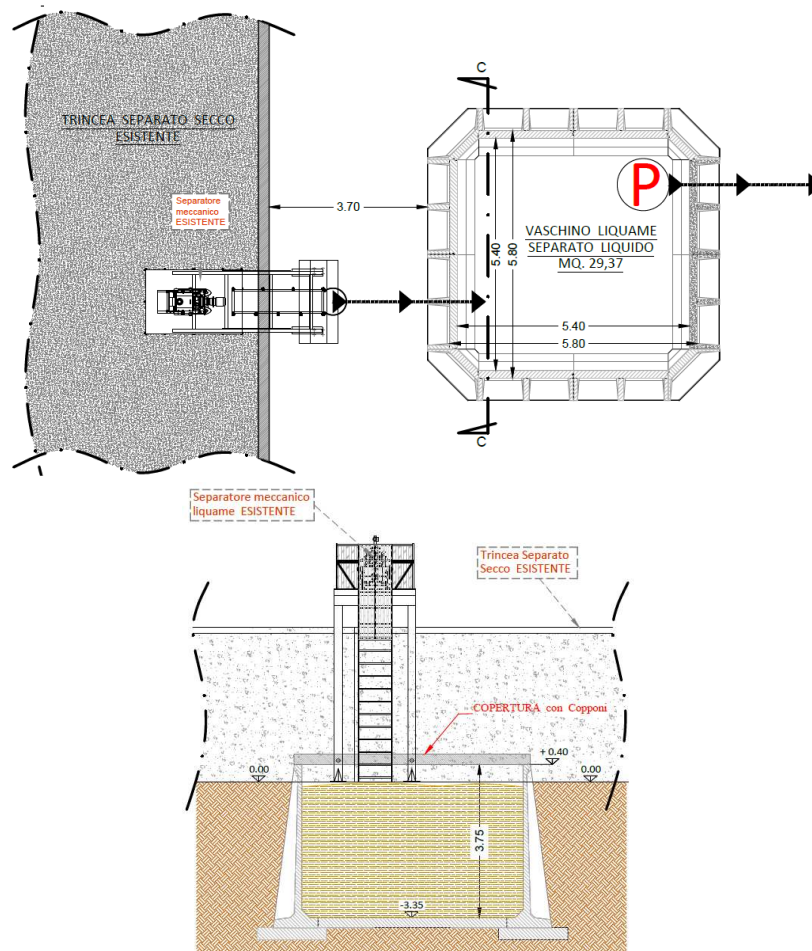 C
TRINCEA SEPARATO SECCO
ESISTENTE
Separatore
meccanico
ESISTENTE
3.70
P
VASCHINO LIQUAME
SEPARATO LIQUIDO
MQ. 29,37
5.40
5.80
5.40
5.80
C
Separatore meccanico
liquame ESISTENTE
Trincea Separato
Secco ESISTENTE
COPERTURA con Copponi
+ 0.40
0.00
0.00
3.75
-3.35